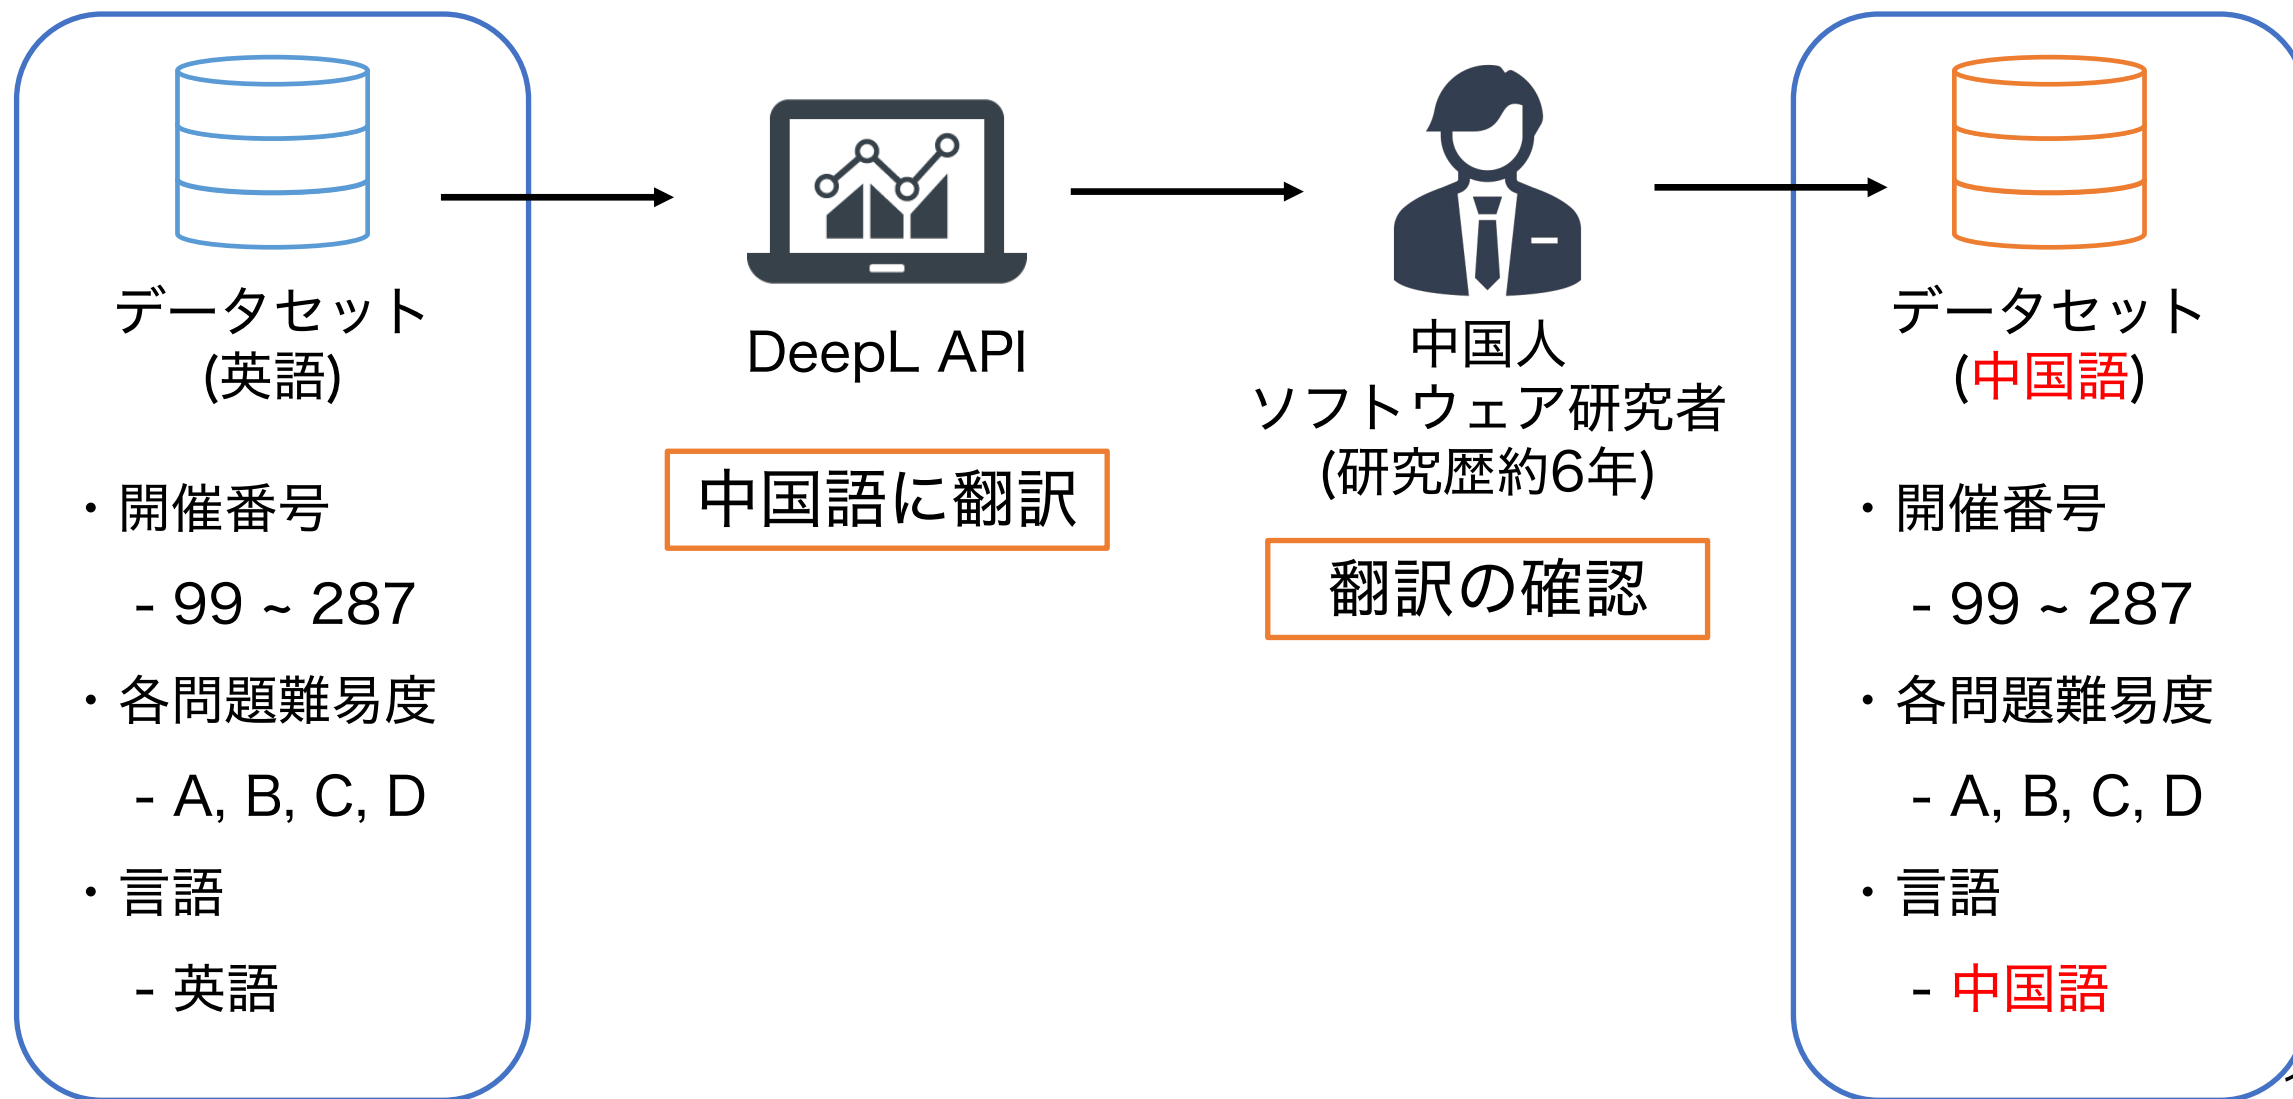 データセット
(英語)
・開催番号
- 99 ~ 287
・各問題難易度
- A, B, C, D
・言語
- 英語
DeepL API
中国語に翻訳
中国人
ソフトウェア研究者
(研究歴約6年)
翻訳の確認
データセット
(中国語)
・開催番号
- 99 ~ 287
・各問題難易度
- A, B, C, D
・言語
- 中国語